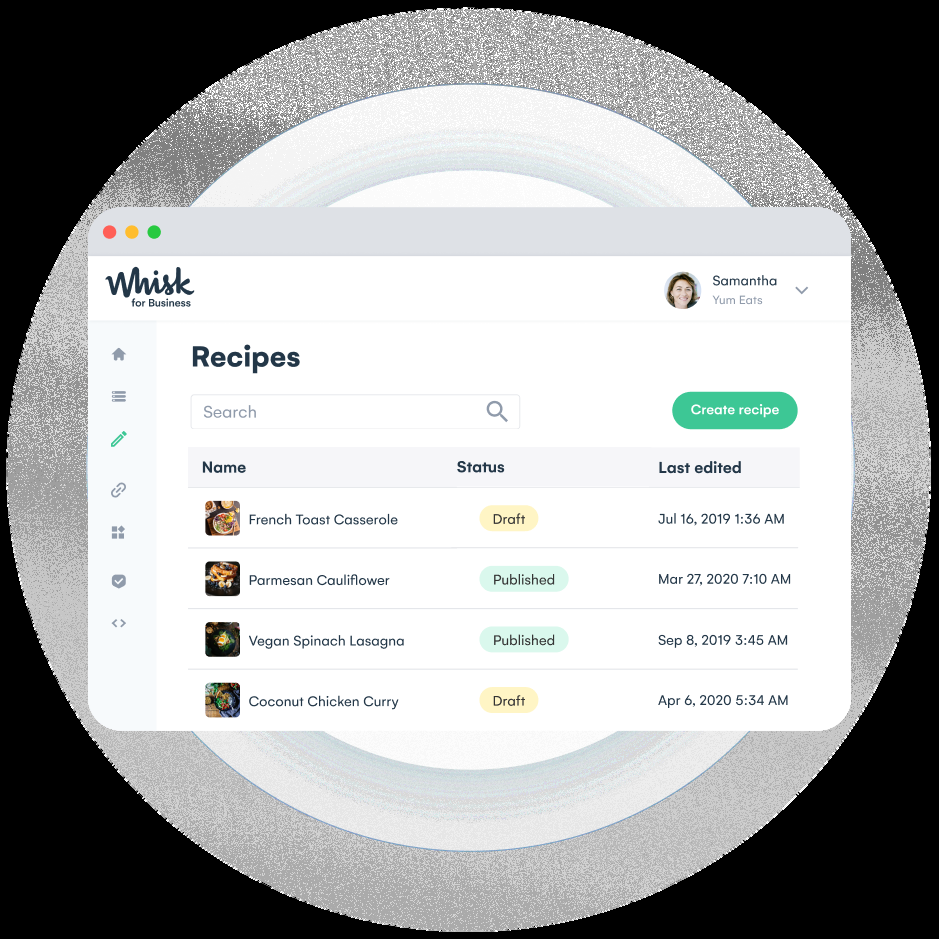 Whisk
for Business
Samantha
Yum Eats
Recipes
Search
Create recipe
Name Status Last edited
French Toast Casserole Draft Jul 16, 2019 1:36 AM
Parmesan Cauliflower Published Mar 27, 2020 7:10 AM
Vegan Spinach Lasagna Published Sep 8, 2019 3:45 AM
Coconut Chicken Curry Draft Apr 6, 2020 5:34 AM